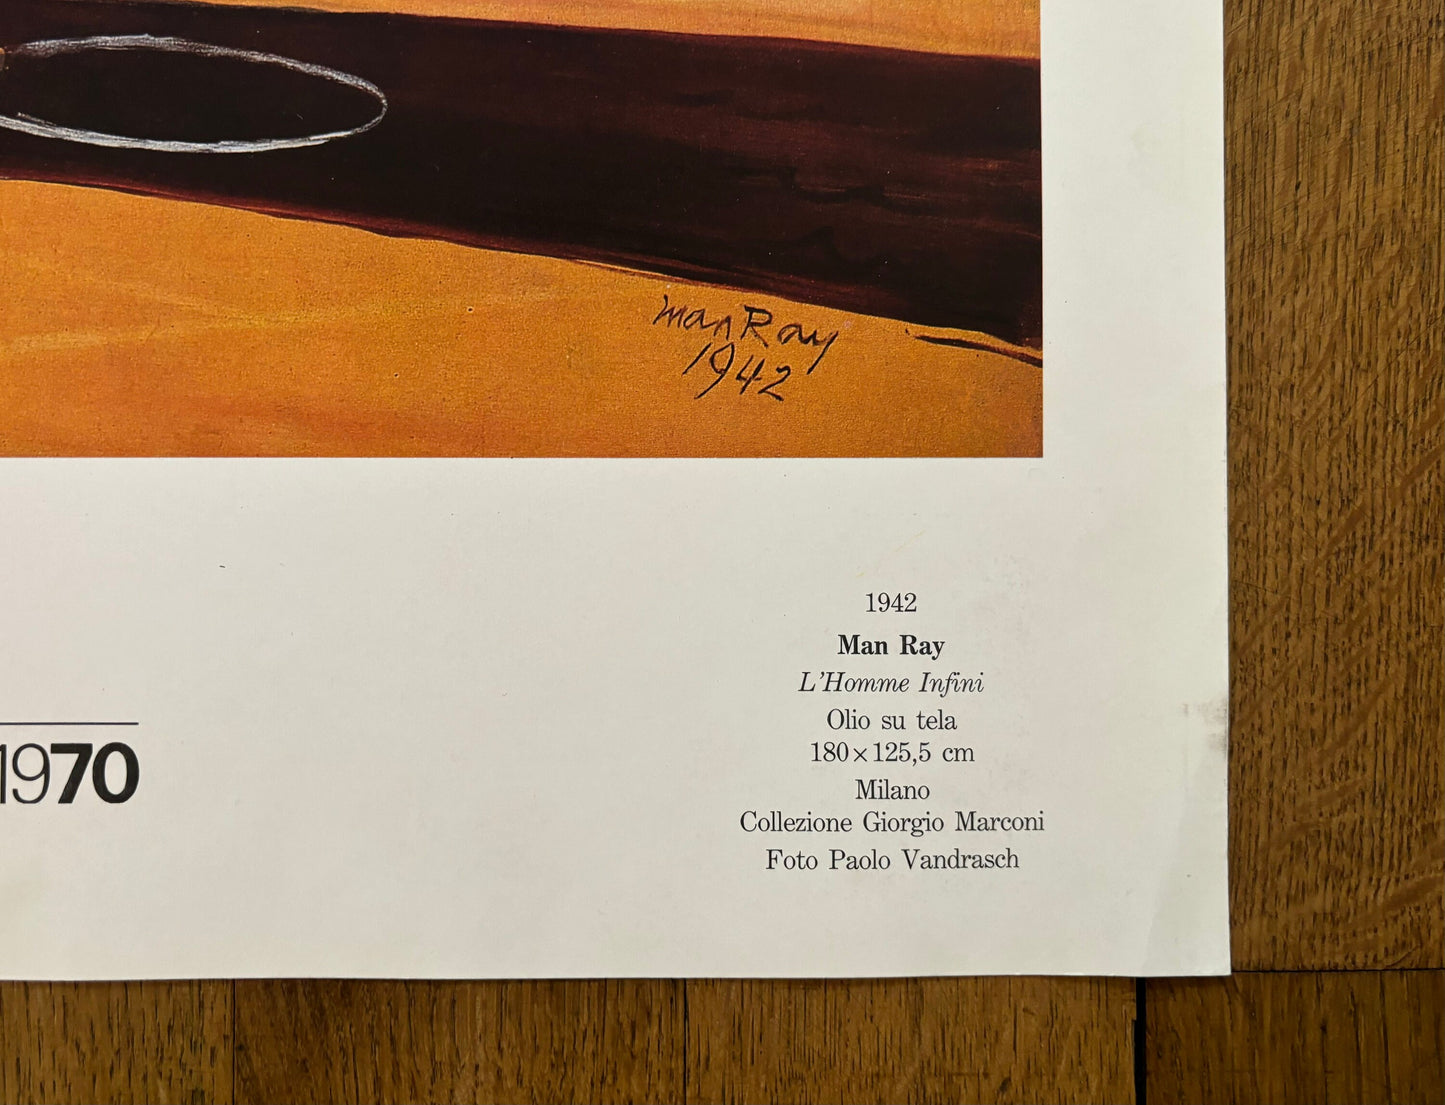 Man Ray
1942
1942
Man Ray
L'Homme Infini
Olio su tela
180×125,5 cm
Milano
Collezione Giorgio Marconi
Foto Paolo Vandrasch
1970